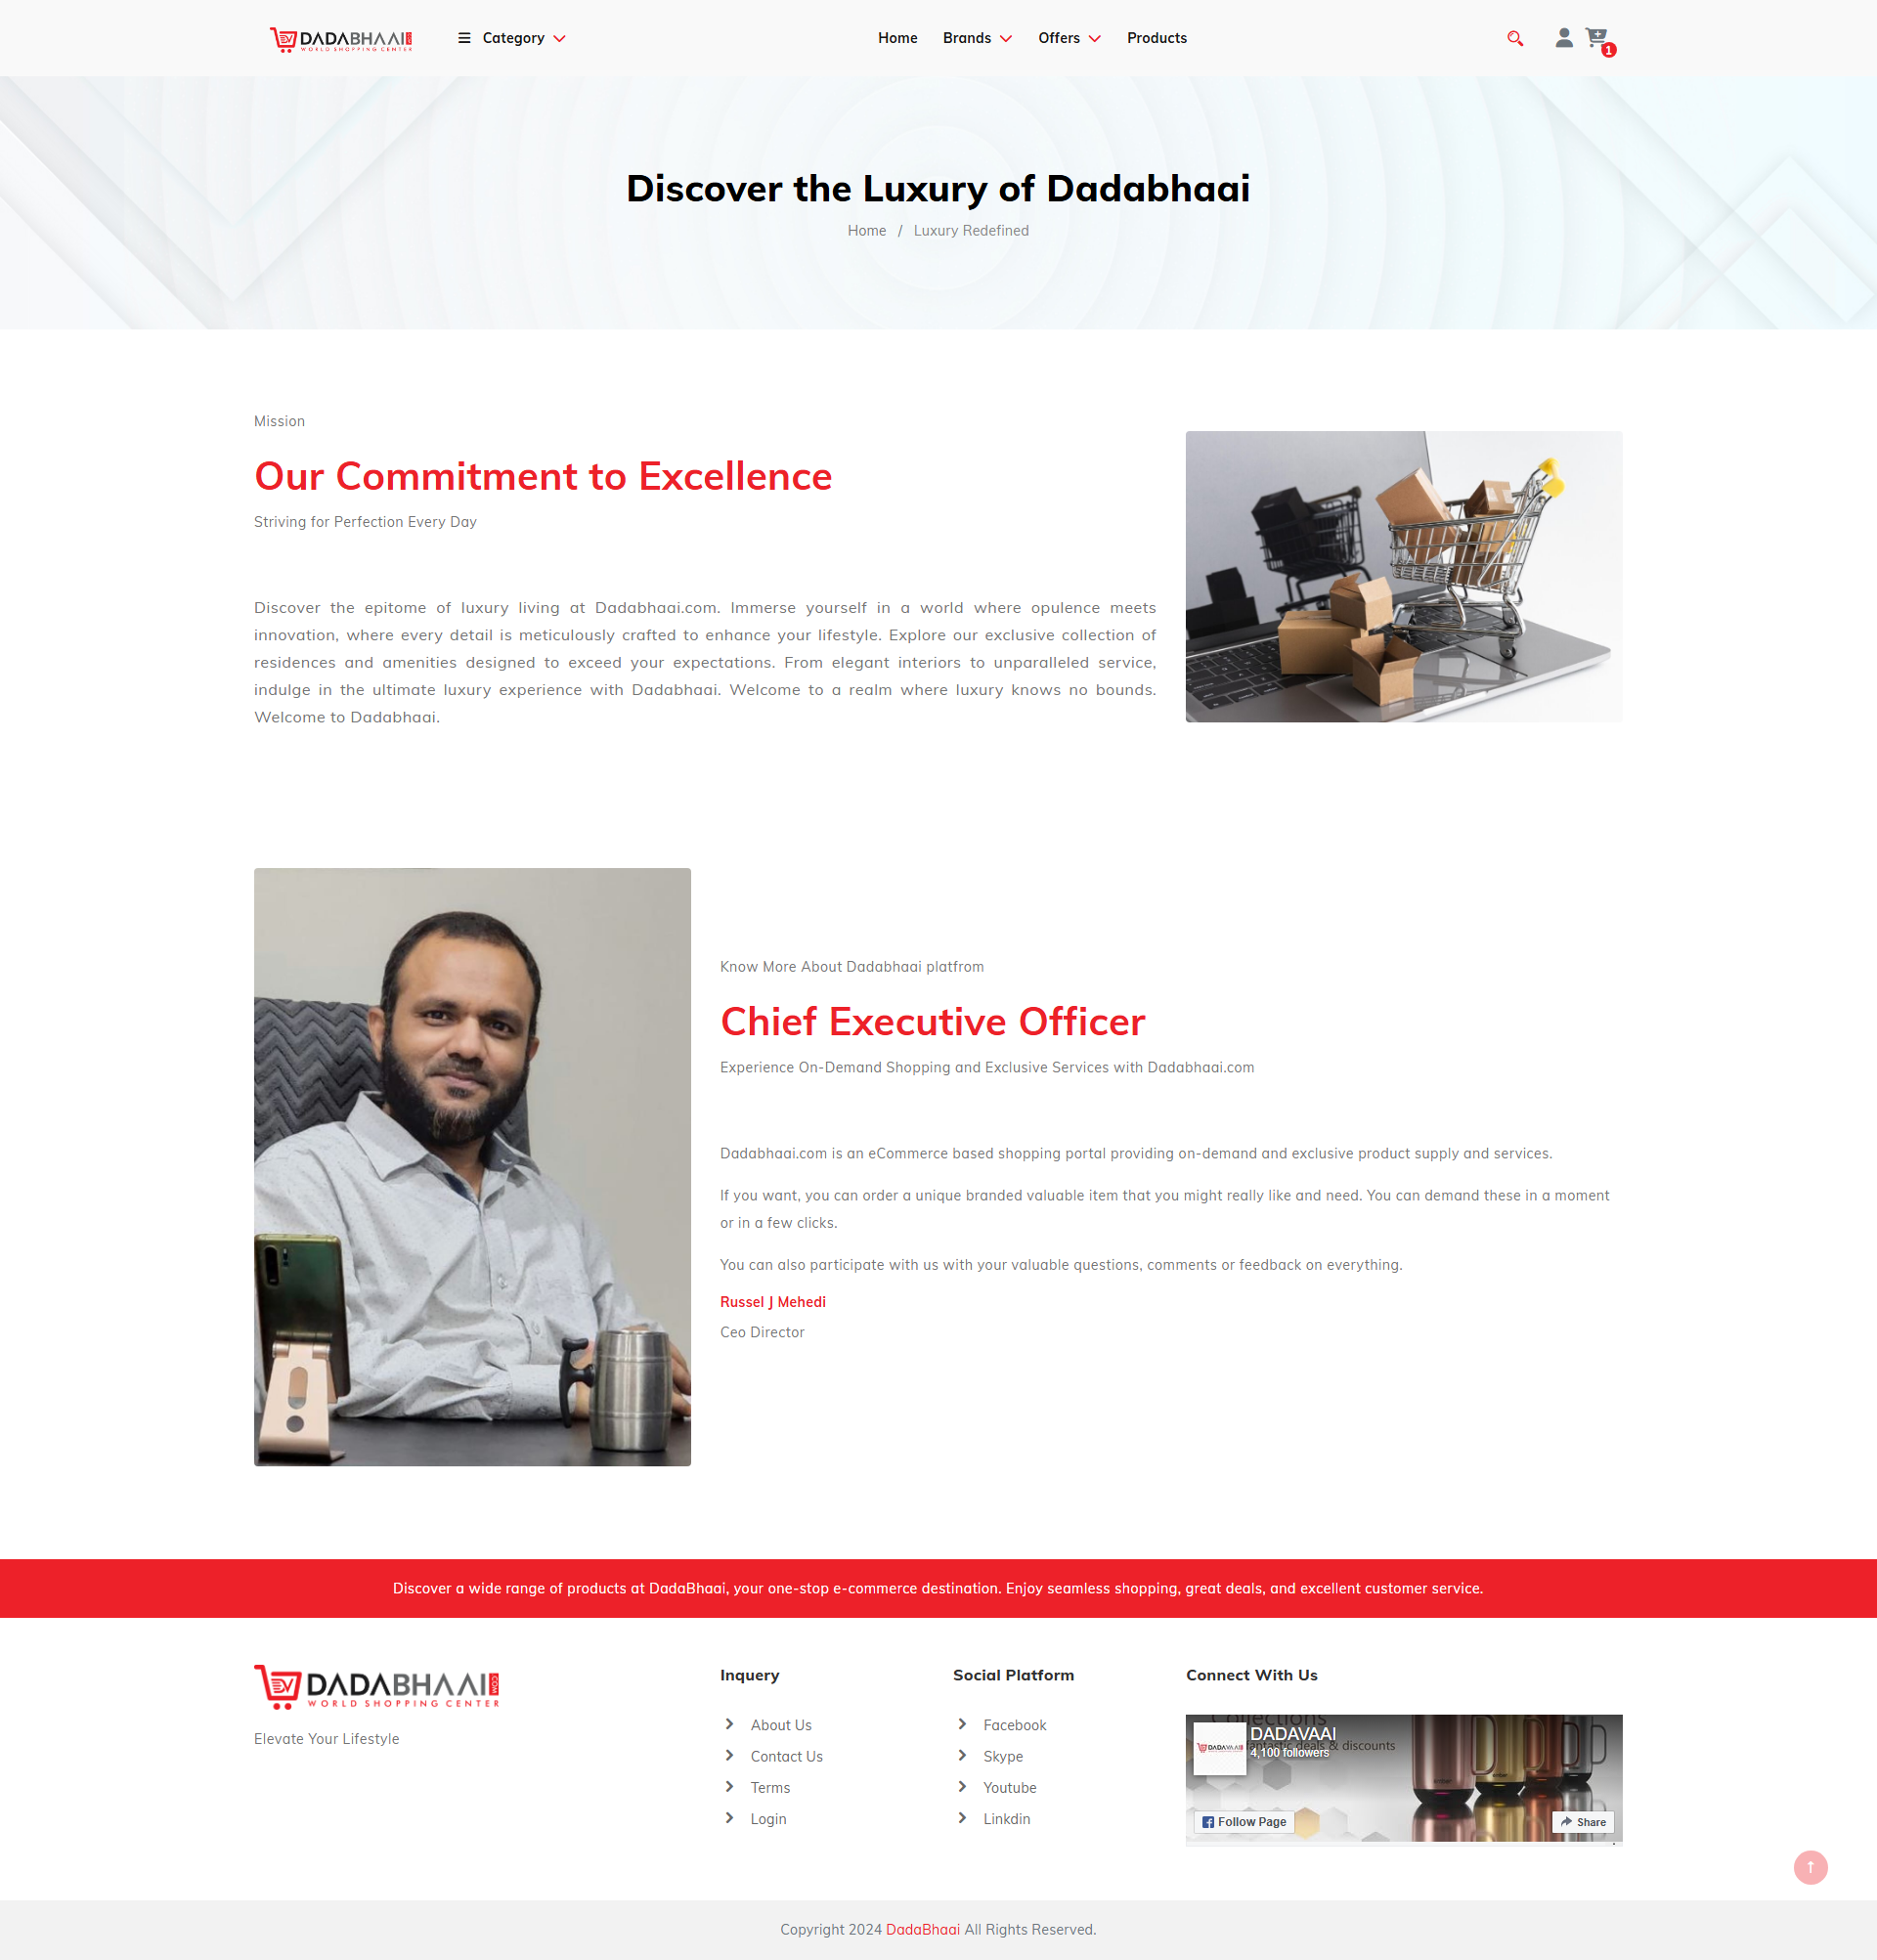 DADABHAAI.COM
WORLD SHOPPING CENTER
Category
Home Brands Offers Products
1
Discover the Luxury of Dadabhaai
Home / Luxury Redefined
Mission
Our Commitment to Excellence
Striving for Perfection Every Day
Discover the epitome of luxury living at Dadabhaai.com. Immerse yourself in a world where opulence meets
innovation, where every detail is meticulously crafted to enhance your lifestyle. Explore our exclusive collection of
residences and amenities designed to exceed your expectations. From elegant interiors to unparalleled service,
indulge in the ultimate luxury experience with Dadabhaai. Welcome to a realm where luxury knows no bounds.
Welcome to Dadabhaai.
Know More About Dadabhaai platfrom
Chief Executive Officer
Experience On-Demand Shopping and Exclusive Services with Dadabhaai.com
Dadabhaai.com is an eCommerce based shopping portal providing on-demand and exclusive product supply and services.
If you want, you can order a unique branded valuable item that you might really like and need. You can demand these in a moment
or in a few clicks.
You can also participate with us with your valuable questions, comments or feedback on everything.
Russel J Mehedi
Ceo Director
Discover a wide range of products at DadaBhaai, your one-stop e-commerce destination. Enjoy seamless shopping, great deals, and excellent customer service.
DADABHAAI.COM
WORLD SHOPPING CENTER
Elevate Your Lifestyle
Inquery
About Us
Contact Us
Terms
Login
Social Platform
Facebook
Skype
Youtube
Linkdin
Connect With Us
Collections
DADAVAAI
DADAVAAI
fantastic deals & discounts
4,100 followers
Follow Page
Share
Copyright 2024 DadaBhaai All Rights Reserved.